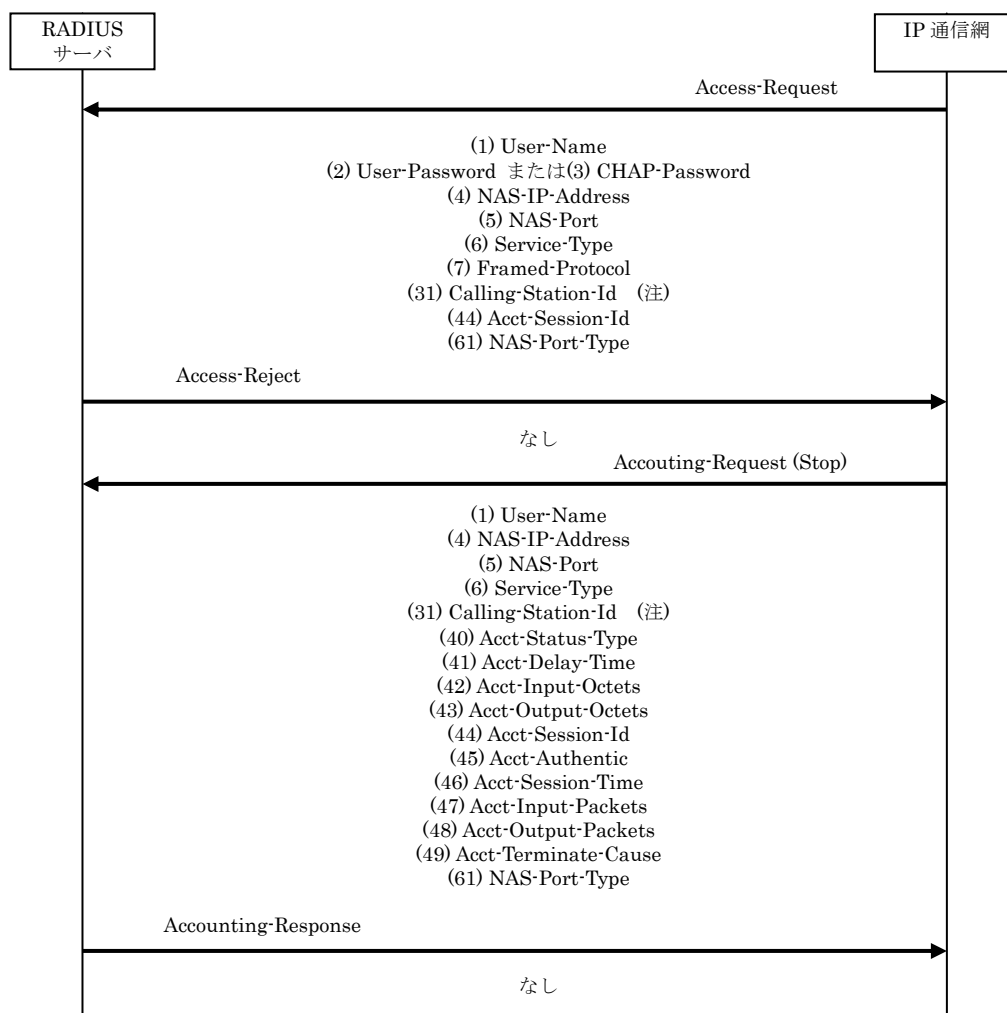 RADIUS
サーバ
IP 通信網
Access-Request
(1) User-Name
(2) User-Password または(3) CHAP-Password
(4) NAS-IP-Address
(5) NAS-Port
(6) Service-Type
(7) Framed-Protocol
(31) Calling-Station-Id (注)
(44) Acct-Session-Id
(61) NAS-Port-Type
Access-Reject
なし
Accouting-Request (Stop)
(1) User-Name
(4) NAS-IP-Address
(5) NAS-Port
(6) Service-Type
(31) Calling-Station-Id (注)
(40) Acct-Status-Type
(41) Acct-Delay-Time
(42) Acct-Input-Octets
(43) Acct-Output-Octets
(44) Acct-Session-Id
(45) Acct-Authentic
(46) Acct-Session-Time
(47) Acct-Input-Packets
(48) Acct-Output-Packets
(49) Acct-Terminate-Cause
(61) NAS-Port-Type
Accounting-Response
なし